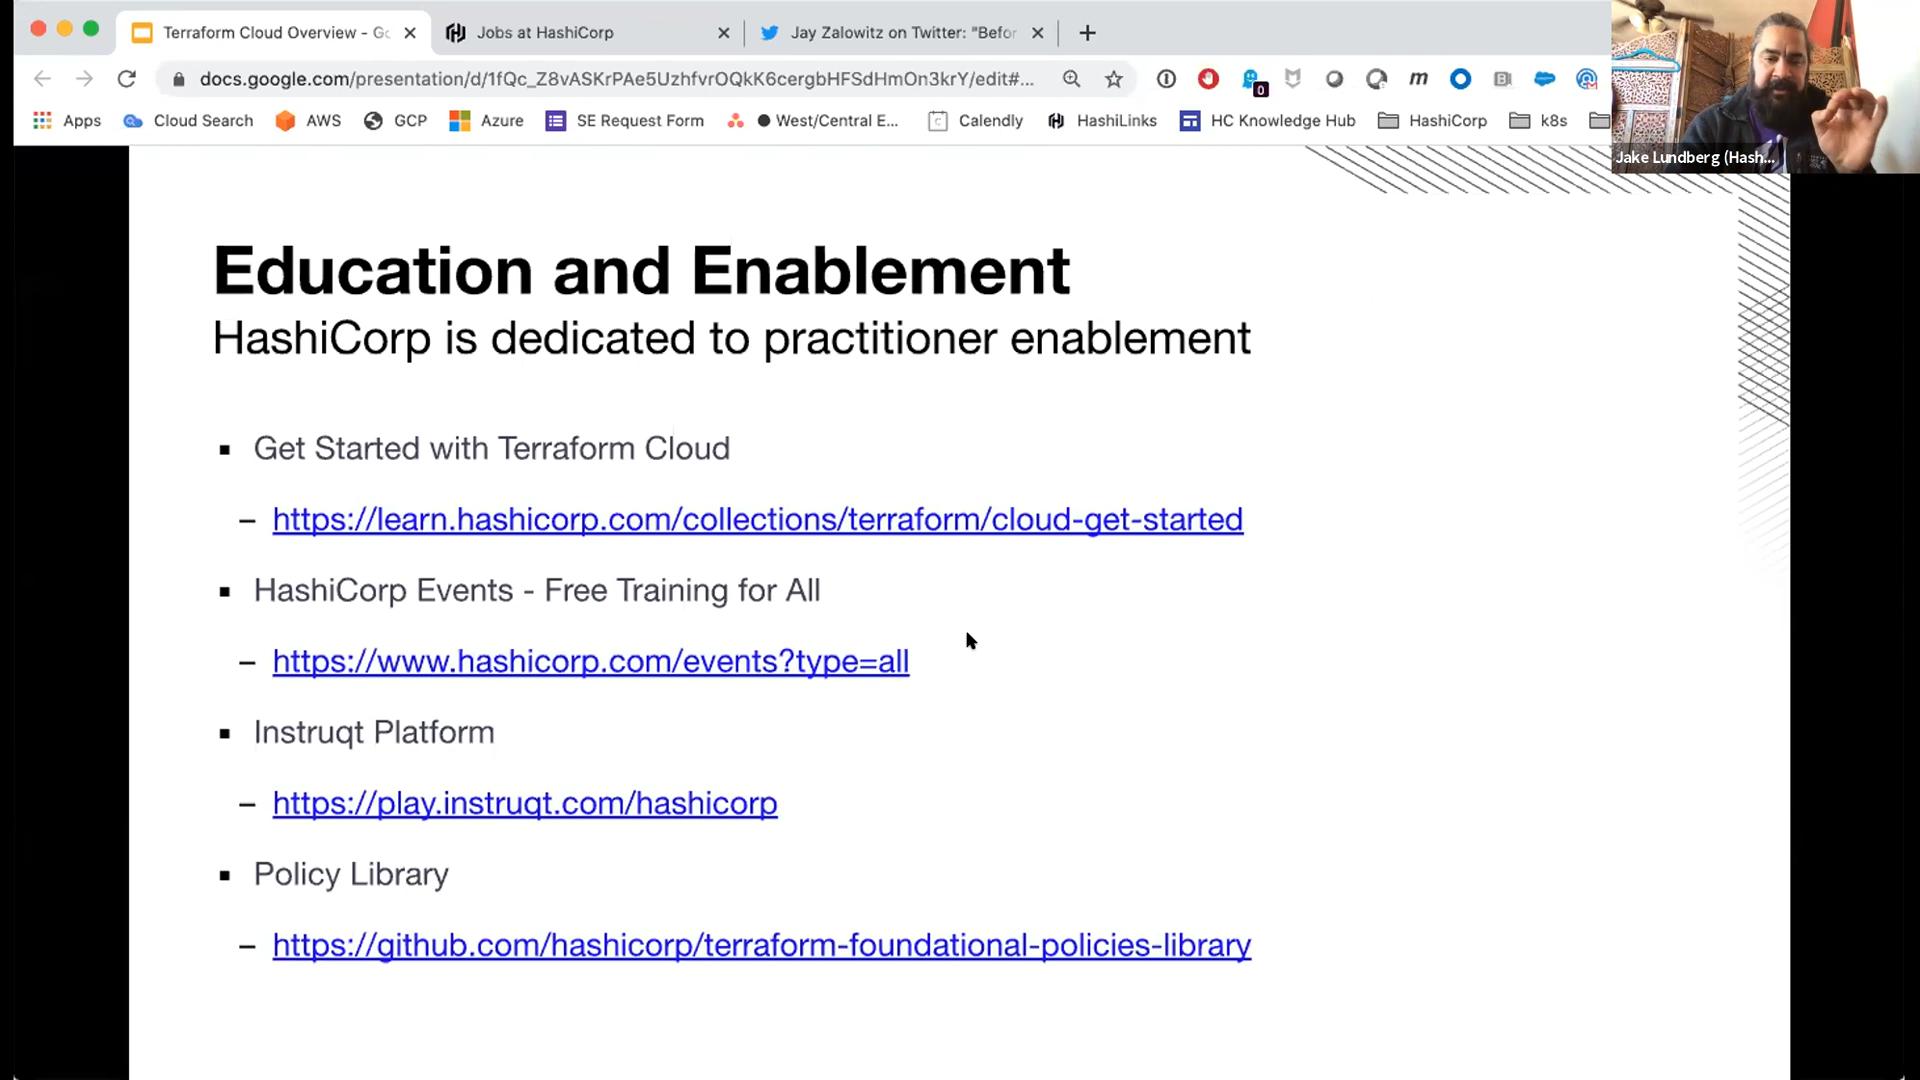 Terraform Cloud Overview - Go
Jobs at HashiCorp
Jay Zalowitz on Twitter: "Befor
docs.google.com/presentation/d/1fQc_Z8vASKrPAe5UzhfvrOQkK6cergbHFSdHmOn3krY/edit#...
0
m
Apps
Cloud Search
AWS
GCP
Azure
SE Request Form
West/Central E...
Calendly
HashiLinks
HC Knowledge Hub
HashiCorp
k8s
Jake Lundberg (Hash...
Education and Enablement
HashiCorp is dedicated to practitioner enablement
▪ Get Started with Terraform Cloud
– https://learn.hashicorp.com/collections/terraform/cloud-get-started
▪ HashiCorp Events - Free Training for All
– https://www.hashicorp.com/events?type=all
▪ Instruqt Platform
– https://play.instruqt.com/hashicorp
▪ Policy Library
– https://github.com/hashicorp/terraform-foundational-policies-library